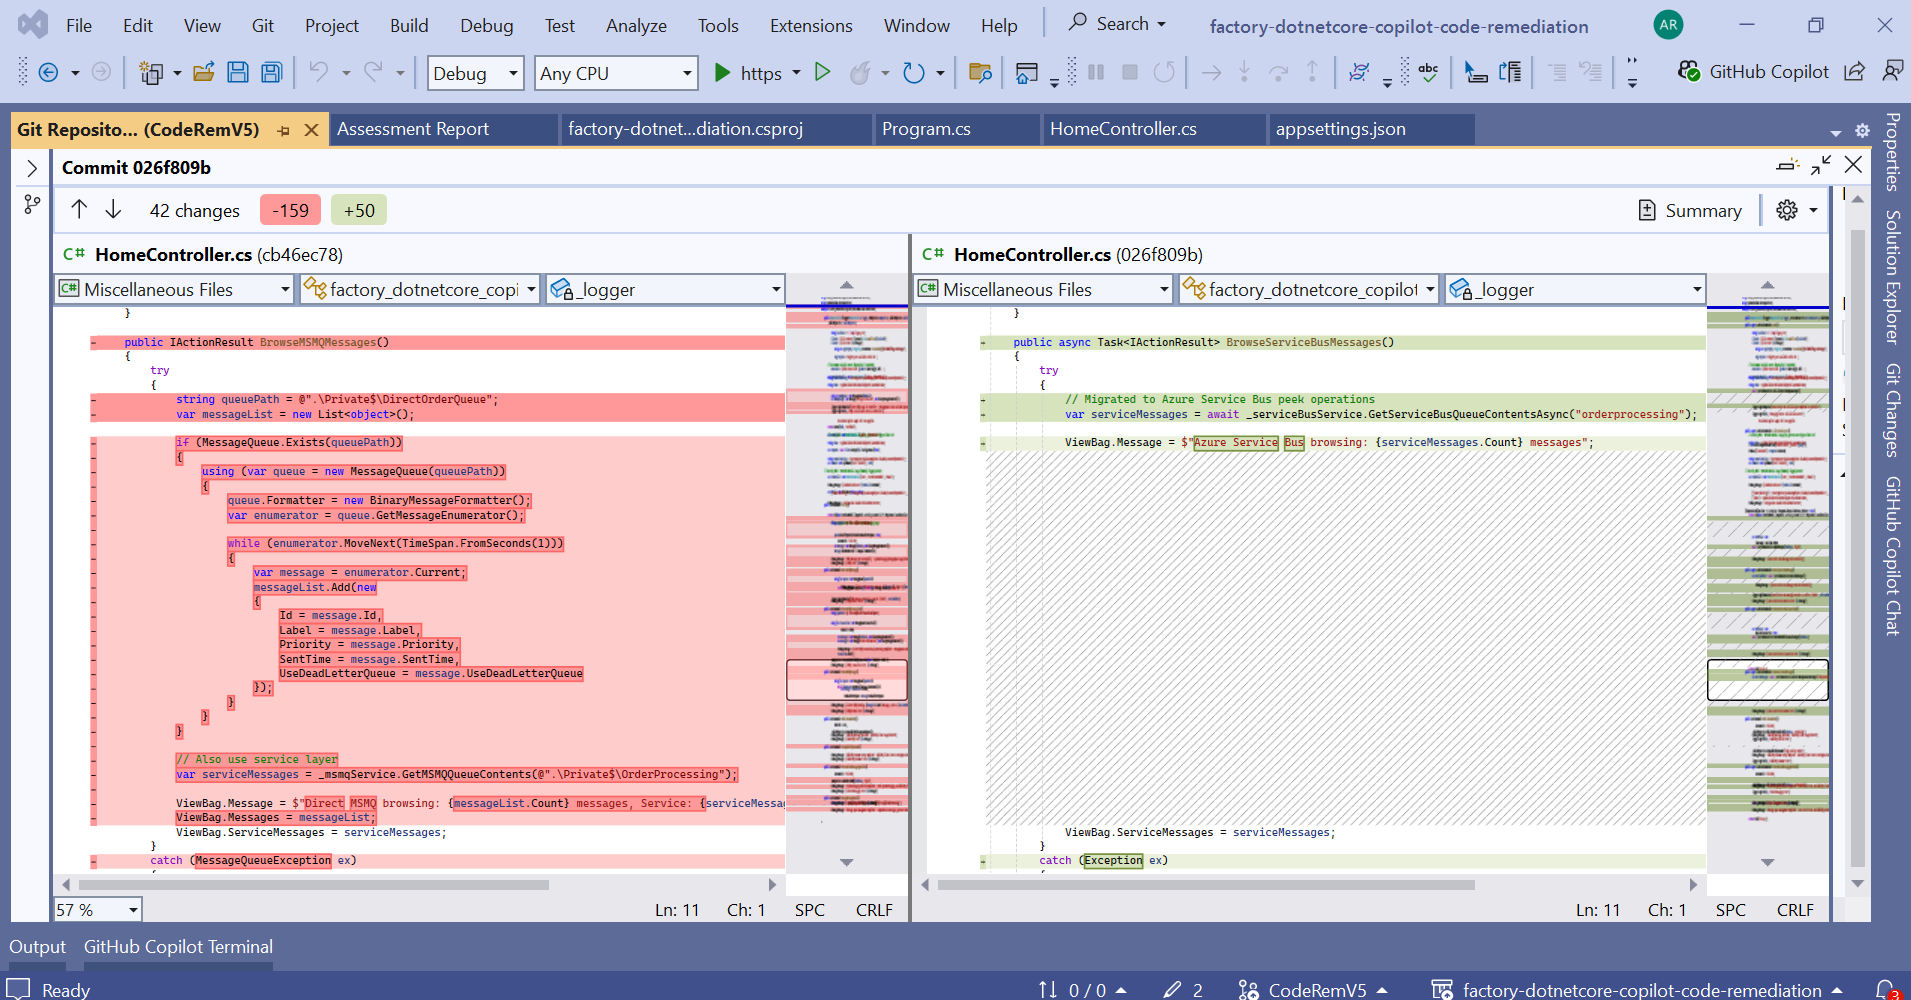 File Edit View Git Project Build Debug Test Analyze Tools Extensions Window Help Search factory-dotnetcore-copilot-code-remediation AR
Debug Any CPU https abc GitHub Copilot
Git Reposito... (CodeRemV5) Assessment Report factory-dotnet...diation.csproj Program.cs HomeController.cs appsettings.json
Commit 026f809b
42 changes -159 +50 Summary
C# HomeController.cs (cb46ec78)
C# Miscellaneous Files factory_dotnetcore_copi _logger
}
public IActionResult BrowseMSMQMessages()
{
try
{
string queuePath = @".\Private$\DirectOrderQueue";
var messageList = new List<object>();
if (MessageQueue.Exists(queuePath))
{
using (var queue = new MessageQueue(queuePath))
{
queue.Formatter = new BinaryMessageFormatter();
var enumerator = queue.GetMessageEnumerator();
while (enumerator.MoveNext(TimeSpan.FromSeconds(1)))
{
var message = enumerator.Current;
messageList.Add(new
{
Id = message.Id,
Label = message.Label,
Priority = message.Priority,
SentTime = message.SentTime,
UseDeadLetterQueue = message.UseDeadLetterQueue
});
}
}
}
// Also use service layer
var serviceMessages = _msmqService.GetMSMQQueueContents(@".\Private$\OrderProcessing");
ViewBag.Message = $"Direct MSMQ browsing: {messageList.Count} messages, Service: {serviceMessa
ViewBag.Messages = messageList;
ViewBag.ServiceMessages = serviceMessages;
}
catch (MessageQueueException ex)
57 % Ln: 11 Ch: 1 SPC CRLF
C# HomeController.cs (026f809b)
C# Miscellaneous Files factory_dotnetcore_copilot _logger
}
public async Task<IActionResult> BrowseServiceBusMessages()
{
try
{
// Migrated to Azure Service Bus peek operations
var serviceMessages = await _serviceBusService.GetServiceBusQueueContentsAsync("orderprocessing");
ViewBag.Message = $"Azure Service Bus browsing: {serviceMessages.Count} messages";
ViewBag.ServiceMessages = serviceMessages;
}
catch (Exception ex)
Ln: 11 Ch: 1 SPC CRLF
Properties
Solution Explorer
Git Changes
GitHub Copilot Chat
Output GitHub Copilot Terminal
Ready 0 / 0 2 CodeRemV5 factory-dotnetcore-copilot-code-remediation 3